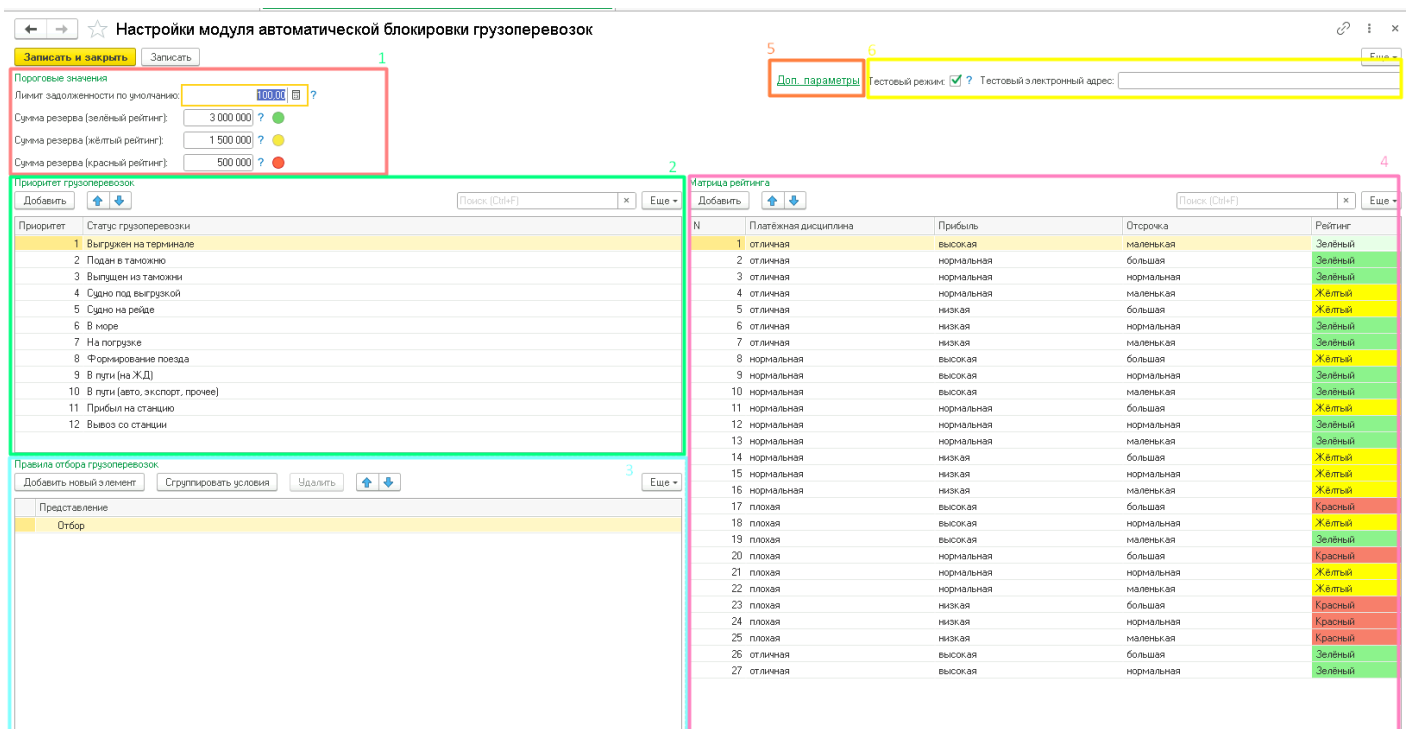 Настройки модуля автоматической блокировки грузоперевозок
Записать и закрыть Записать Еще
1 5 6
Пороговые значения
Доп. параметры Тестовый режим: ? Тестовый электронный адрес:
Лимит задолженности по умолчанию: 100,00 ?
Сумма резерва (зелёный рейтинг): 3 000 000 ?
Сумма резерва (жёлтый рейтинг): 1 500 000 ?
Сумма резерва (красный рейтинг): 500 000 ?
2
Приоритет грузоперевозок
Добавить Поиск (Ctrl+F) × Еще
Приоритет Статус грузоперевозки
1 Выгружен на терминале
2 Подан в таможню
3 Выпущен из таможни
4 Судно под выгрузкой
5 Судно на рейде
6 В море
7 На погрузке
8 Формирование поезда
9 В пути (на ЖД)
10 В пути (авто, экспорт, прочее)
11 Прибыл на станцию
12 Вывоз со станции
Правила отбора грузоперевозок
3
Добавить новый элемент Сгруппировать условия Удалить Еще
Представление
Отбор
4
Матрица рейтинга
Добавить Поиск (Ctrl+F) × Еще
N Платёжная дисциплина Прибыль Отсрочка Рейтинг
1 отличная высокая маленькая Зелёный
2 отличная нормальная большая Зелёный
3 отличная нормальная нормальная Зелёный
4 отличная нормальная маленькая Жёлтый
5 отличная низкая большая Жёлтый
6 отличная низкая нормальная Зелёный
7 отличная низкая маленькая Зелёный
8 нормальная высокая большая Жёлтый
9 нормальная высокая нормальная Зелёный
10 нормальная высокая маленькая Зелёный
11 нормальная нормальная большая Жёлтый
12 нормальная нормальная нормальная Зелёный
13 нормальная нормальная маленькая Зелёный
14 нормальная низкая большая Жёлтый
15 нормальная низкая нормальная Жёлтый
16 нормальная низкая маленькая Жёлтый
17 плохая высокая большая Красный
18 плохая высокая нормальная Жёлтый
19 плохая высокая маленькая Зелёный
20 плохая нормальная большая Красный
21 плохая нормальная нормальная Жёлтый
22 плохая нормальная маленькая Жёлтый
23 плохая низкая большая Красный
24 плохая низкая нормальная Красный
25 плохая низкая маленькая Красный
26 отличная высокая большая Зелёный
27 отличная высокая нормальная Зелёный